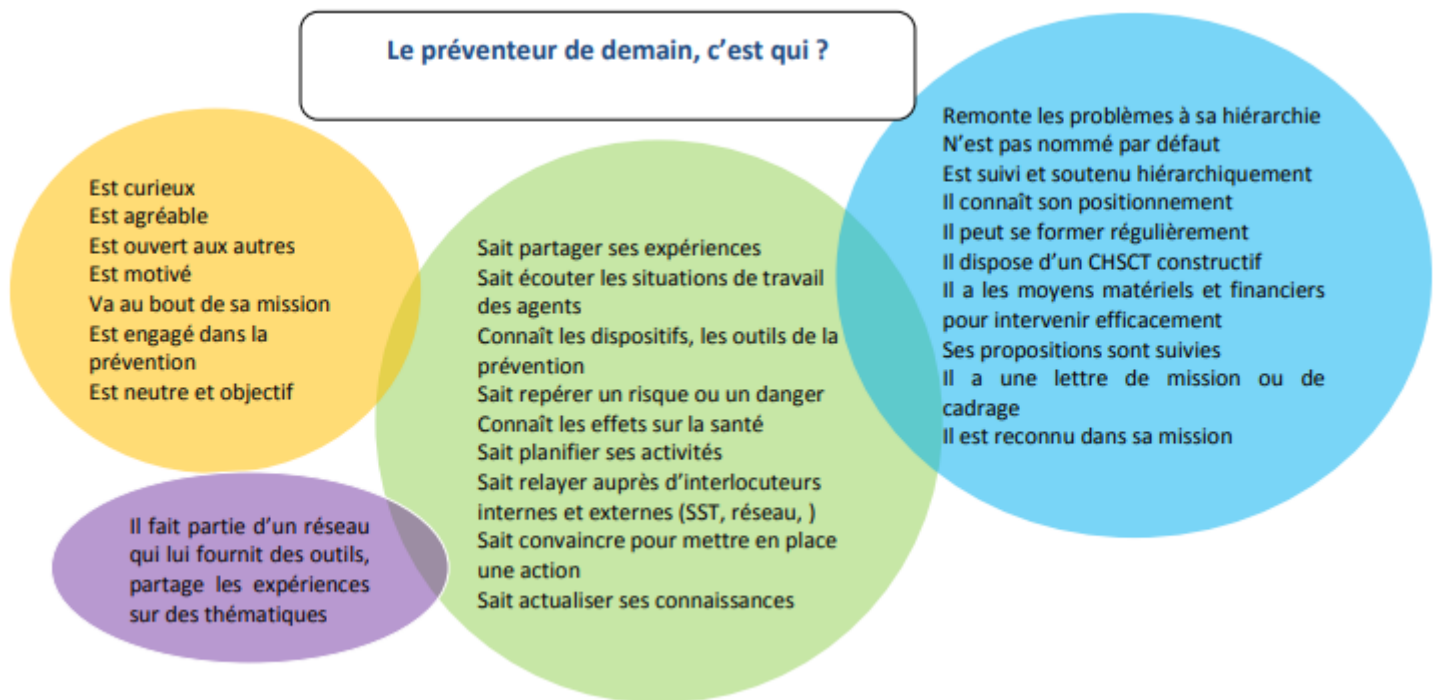 Le préventeur de demain, c'est qui ?
Est curieux
Est agréable
Est ouvert aux autres
Est motivé
Va au bout de sa mission
Est engagé dans la
prévention
Est neutre et objectif
Il fait partie d'un réseau
qui lui fournit des outils,
partage les expériences
sur des thématiques
Sait partager ses expériences
Sait écouter les situations de travail
des agents
Connaît les dispositifs, les outils de la
prévention
Sait repérer un risque ou un danger
Connaît les effets sur la santé
Sait planifier ses activités
Sait relayer auprès d'interlocuteurs
internes et externes (SST, réseau, )
Sait convaincre pour mettre en place
une action
Sait actualiser ses connaissances
Remonte les problèmes à sa hiérarchie
N'est pas nommé par défaut
Est suivi et soutenu hiérarchiquement
Il connaît son positionnement
Il peut se former régulièrement
Il dispose d'un CHSCT constructif
Il a les moyens matériels et financiers
pour intervenir efficacement
Ses propositions sont suivies
Il a une lettre de mission ou de
cadrage
Il est reconnu dans sa mission